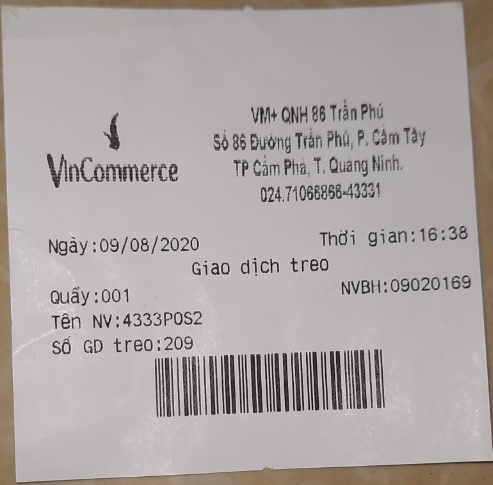 VinCommerce
VM+ QNH 86 Trần Phú
Số 86 Đường Trần Phú, P. Cẩm Tây
TP Cẩm Phả, T. Quảng Ninh.
024.71066866-43331
Ngày:09/08/2020 Thời gian:16:38
Giao dịch treo
Quầy:001 NVBH:09020169
Tên NV:4333POS2
Số GD treo:209